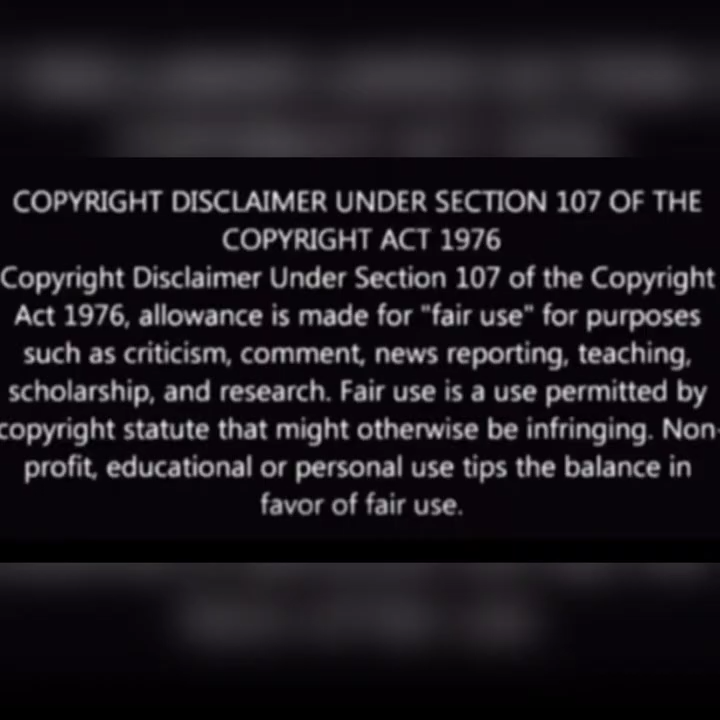 COPYRIGHT DISCLAIMER UNDER SECTION 107 OF THE
COPYRIGHT ACT 1976
Copyright Disclaimer Under Section 107 of the Copyright
Act 1976, allowance is made for "fair use" for purposes
such as criticism, comment, news reporting, teaching,
scholarship, and research. Fair use is a use permitted by
copyright statute that might otherwise be infringing. Non-
profit, educational or personal use tips the balance in
favor of fair use.